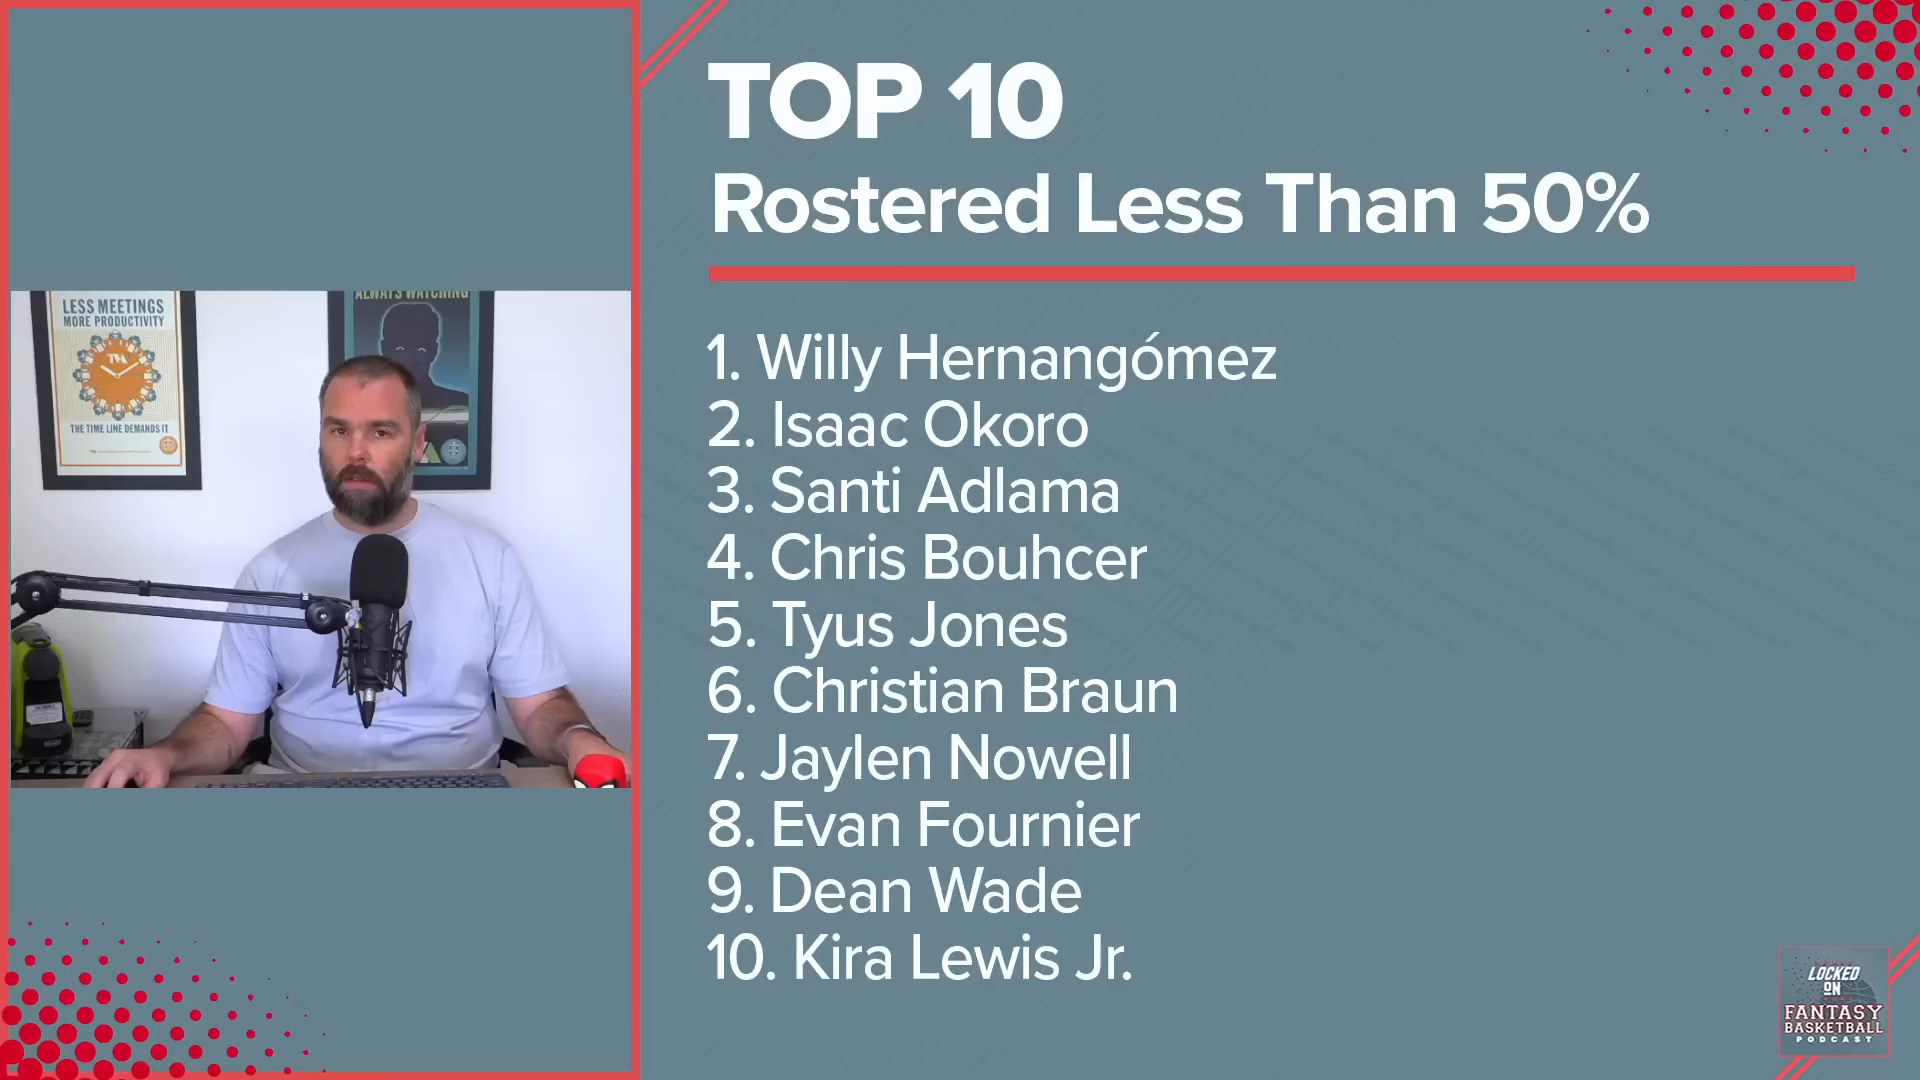 LESS MEETINGS
MORE PRODUCTIVITY
THE TIME LINE DEMANDS IT
ALWAYS WATCHING
TOP 10
Rostered Less Than 50%
1. Willy Hernangómez
2. Isaac Okoro
3. Santi Adlama
4. Chris Bouhcer
5. Tyus Jones
6. Christian Braun
7. Jaylen Nowell
8. Evan Fournier
9. Dean Wade
10. Kira Lewis Jr.
LOCKED
ON
FANTASY
BASKETBALL
PODCAST